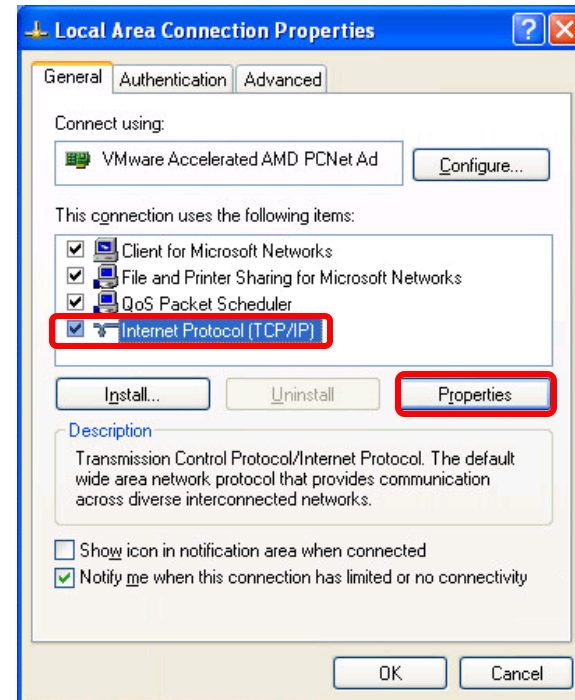 Local Area Connection Properties
General Authentication Advanced
Connect using:
VMware Accelerated AMD PCNet Ad Configure...
This connection uses the following items:
Client for Microsoft Networks
File and Printer Sharing for Microsoft Networks
QoS Packet Scheduler
Internet Protocol (TCP/IP)
Install... Uninstall Properties
Description
Transmission Control Protocol/Internet Protocol. The default
wide area network protocol that provides communication
across diverse interconnected networks.
Show icon in notification area when connected
Notify me when this connection has limited or no connectivity
OK Cancel